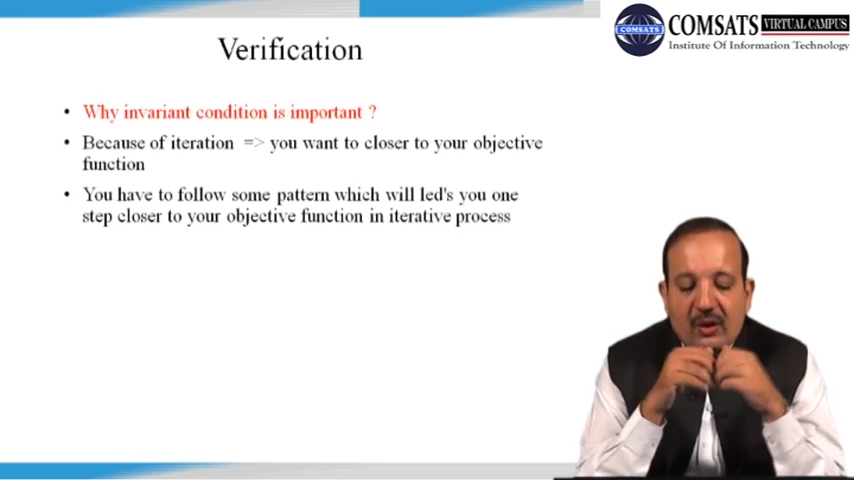 COMSATS
COMSATS VIRTUAL CAMPUS
Institute Of Information Technology
Verification
• Why invariant condition is important ?
• Because of iteration => you want to closer to your objective
function
• You have to follow some pattern which will led's you one
step closer to your objective function in iterative process